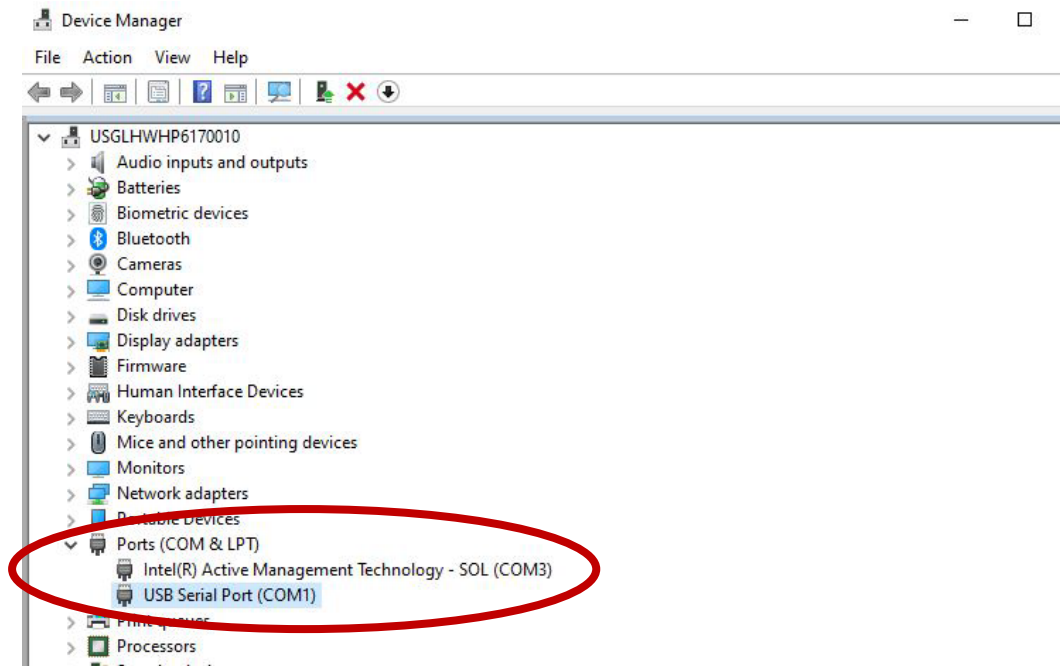 Device Manager
File Action View Help
USGLHWHP6170010
Audio inputs and outputs
Batteries
Biometric devices
Bluetooth
Cameras
Computer
Disk drives
Display adapters
Firmware
Human Interface Devices
Keyboards
Mice and other pointing devices
Monitors
Network adapters
Portable Devices
Ports (COM & LPT)
Intel(R) Active Management Technology - SOL (COM3)
USB Serial Port (COM1)
Print queues
Processors